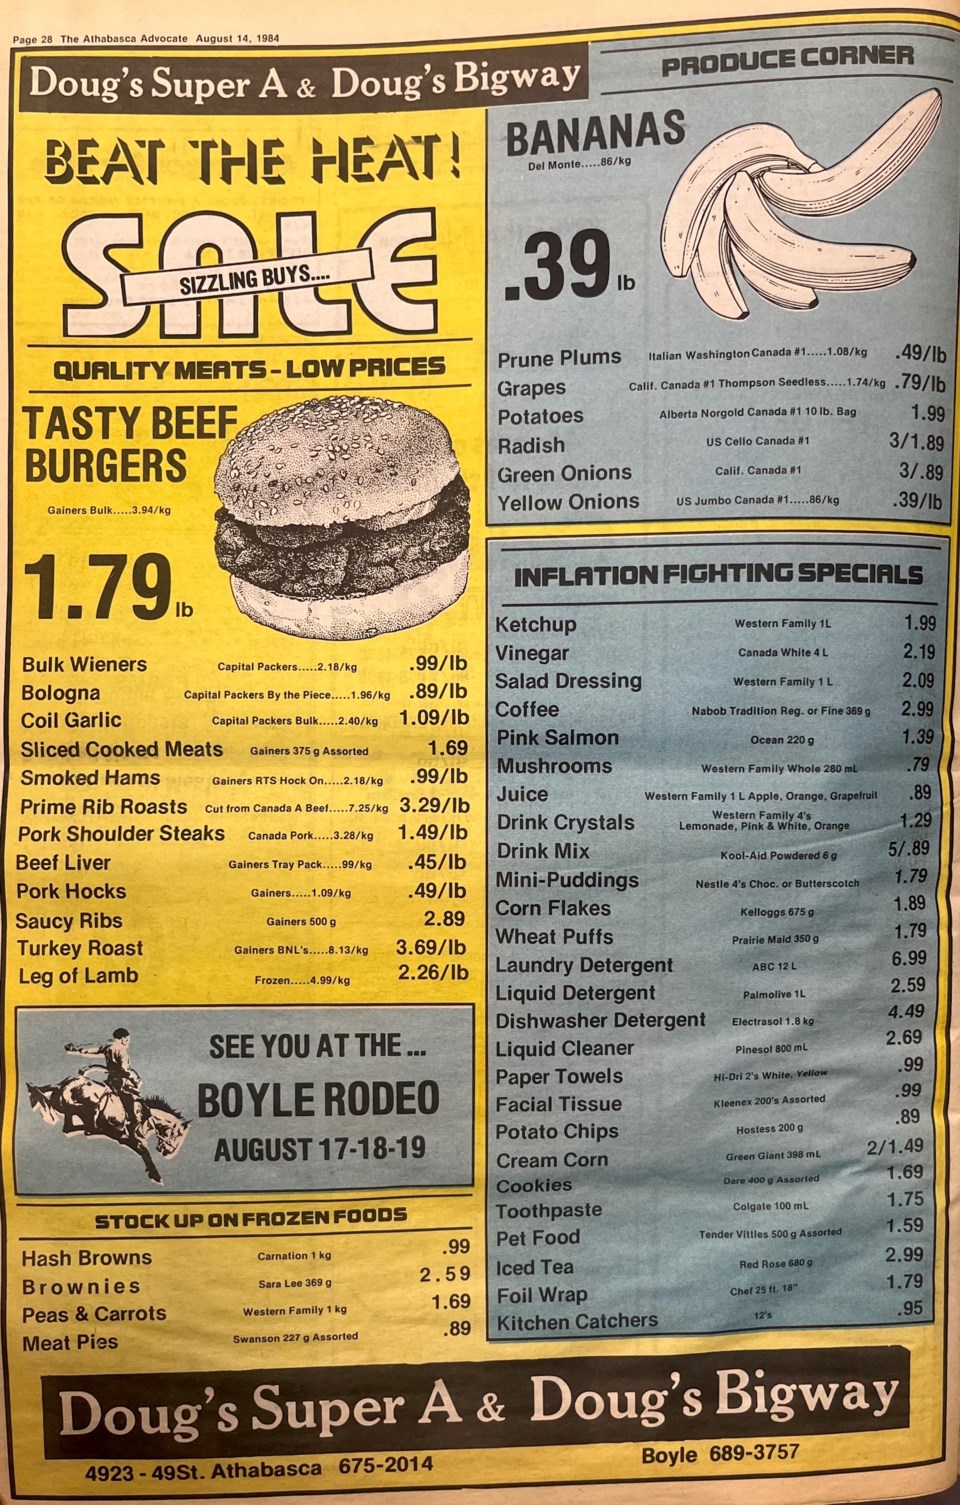 Page 28 The Athabasca Advocate August 14, 1984
Doug's Super A & Doug's Bigway
BEAT THE HEAT!
SALE
SIZZLING BUYS....
QUALITY MEATS - LOW PRICES
TASTY BEEF
BURGERS
Gainers Bulk.....3.94/kg
1.79 lb
Bulk Wieners Capital Packers.....2.18/kg .99/lb
Bologna Capital Packers By the Piece.....1.96/kg .89/lb
Coil Garlic Capital Packers Bulk.....2.40/kg 1.09/lb
Sliced Cooked Meats Gainers 375 g Assorted 1.69
Smoked Hams Gainers RTS Hock On.....2.18/kg .99/lb
Prime Rib Roasts Cut from Canada A Beef.....7.25/kg 3.29/lb
Pork Shoulder Steaks Canada Pork.....3.28/kg 1.49/lb
Beef Liver Gainers Tray Pack.....99/kg .45/lb
Pork Hocks Gainers.....1.09/kg .49/lb
Saucy Ribs Gainers 500 g 2.89
Turkey Roast Gainers BNL's.....8.13/kg 3.69/lb
Leg of Lamb Frozen.....4.99/kg 2.26/lb
SEE YOU AT THE ...
BOYLE RODEO
AUGUST 17-18-19
STOCK UP ON FROZEN FOODS
Hash Browns Carnation 1 kg .99
Brownies Sara Lee 369 g 2.59
Peas & Carrots Western Family 1 kg 1.69
Meat Pies Swanson 227 g Assorted .89
PRODUCE CORNER
BANANAS
Del Monte.....86/kg
.39 lb
Prune Plums Italian Washington Canada #1.....1.08/kg .49/lb
Grapes Calif. Canada #1 Thompson Seedless.....1.74/kg .79/lb
Potatoes Alberta Norgold Canada #1 10 lb. Bag 1.99
Radish US Cello Canada #1 3/1.89
Green Onions Calif. Canada #1 3/.89
Yellow Onions US Jumbo Canada #1.....86/kg .39/lb
INFLATION FIGHTING SPECIALS
Ketchup Western Family 1L 1.99
Vinegar Canada White 4 L 2.19
Salad Dressing Western Family 1 L 2.09
Coffee Nabob Tradition Reg. or Fine 369 g 2.99
Pink Salmon Ocean 220 g 1.39
Mushrooms Western Family Whole 280 mL .79
Juice Western Family 1 L Apple, Orange, Grapefruit .89
Drink Crystals Western Family 4's 1.29
Lemonade, Pink & White, Orange
Drink Mix Kool-Aid Powdered 6 g 5/.89
Mini-Puddings Nestle 4's Choc. or Butterscotch 1.79
Corn Flakes Kelloggs 675 g 1.89
Wheat Puffs Prairie Maid 350 g 1.79
Laundry Detergent ABC 12 L 6.99
Liquid Detergent Palmolive 1L 2.59
Dishwasher Detergent Electrasol 1.8 kg 4.49
Liquid Cleaner Pinesol 800 mL 2.69
Paper Towels Hi-Dri 2's White, Yellow .99
Facial Tissue Kleenex 200's Assorted .99
Potato Chips Hostess 200 g .89
Cream Corn Green Giant 398 mL 2/1.49
Cookies Dare 400 g Assorted 1.69
Toothpaste Colgate 100 mL 1.75
Pet Food Tender Vittles 500 g Assorted 1.59
Iced Tea Red Rose 680 g 2.99
Foil Wrap Chef 25 ft. 18" 1.79
Kitchen Catchers 12's .95
Doug's Super A & Doug's Bigway
4923 - 49St. Athabasca 675-2014
Boyle 689-3757